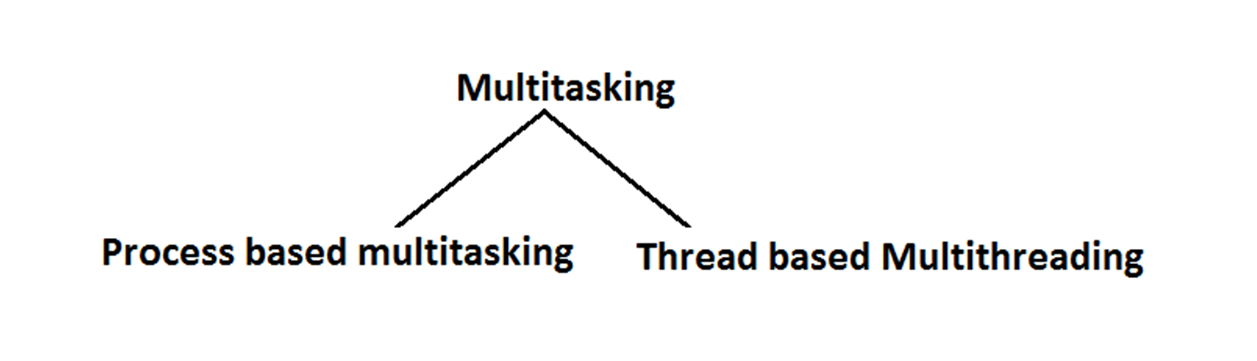 Multitasking
Process based multitasking
Thread based Multithreading